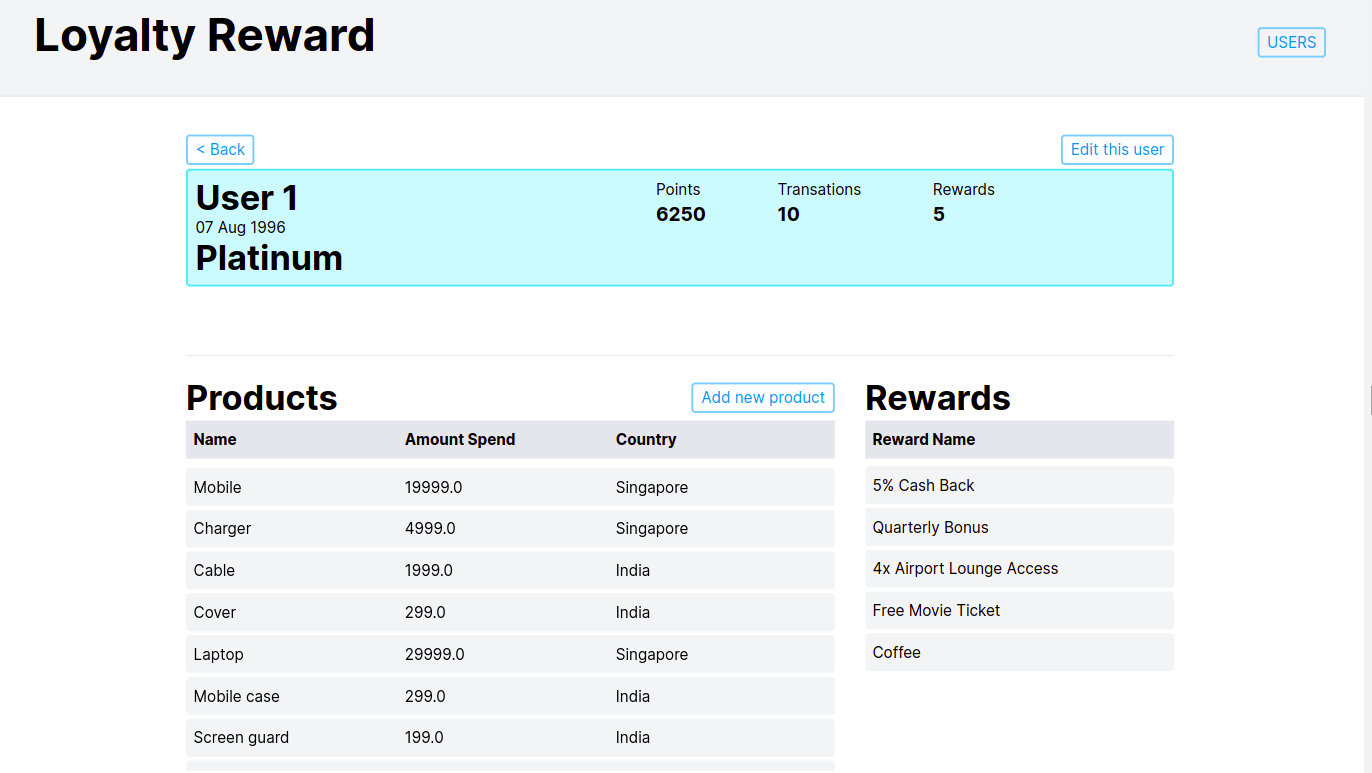 Loyalty Reward
USERS
< Back
Edit this user
User 1
07 Aug 1996
Platinum
Points
6250
Transations
10
Rewards
5
Products
Add new product
Name Amount Spend Country
Mobile 19999.0 Singapore
Charger 4999.0 Singapore
Cable 1999.0 India
Cover 299.0 India
Laptop 29999.0 Singapore
Mobile case 299.0 India
Screen guard 199.0 India
Rewards
Reward Name
5% Cash Back
Quarterly Bonus
4x Airport Lounge Access
Free Movie Ticket
Coffee